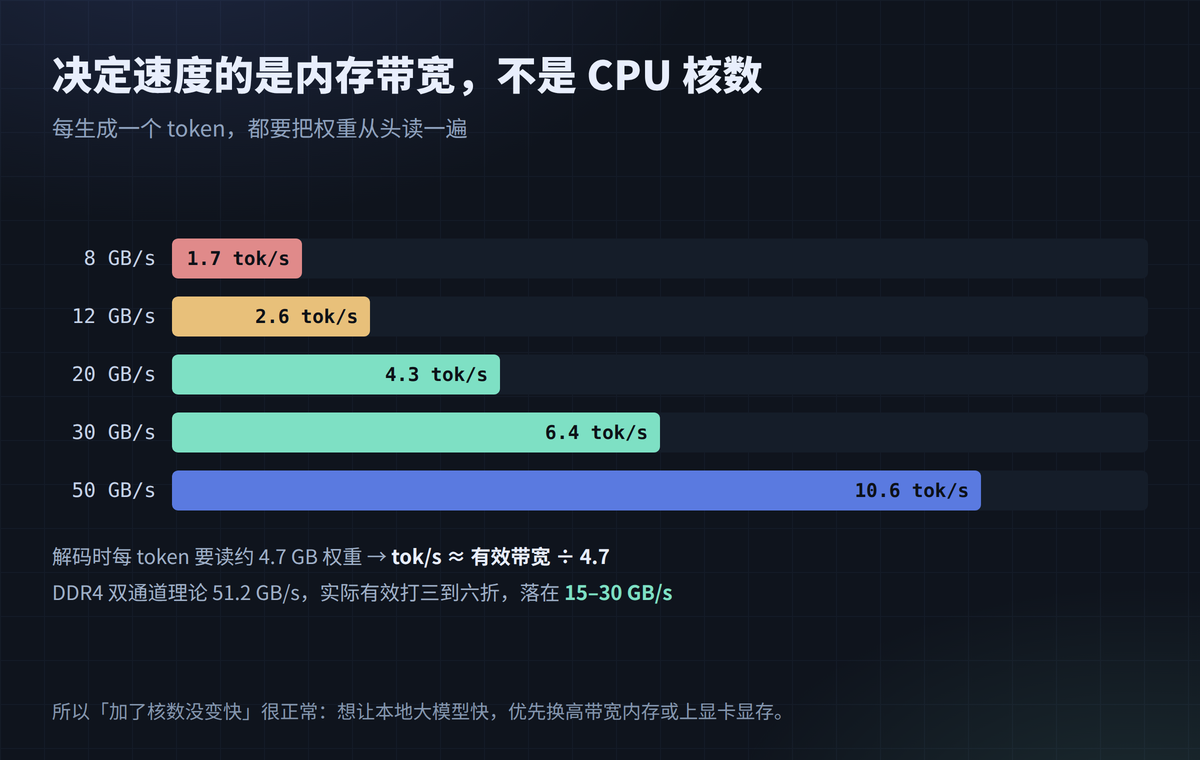 决定速度的是内存带宽，不是 CPU 核数
每生成一个 token，都要把权重从头读一遍
8 GB/s 1.7 tok/s
12 GB/s 2.6 tok/s
20 GB/s 4.3 tok/s
30 GB/s 6.4 tok/s
50 GB/s 10.6 tok/s
解码时每 token 要读约 4.7 GB 权重 → tok/s ≈ 有效带宽 ÷ 4.7
DDR4 双通道理论 51.2 GB/s，实际有效打三到六折，落在 15–30 GB/s
所以「加了核数没变快」很正常：想让本地大模型快，优先换高带宽内存或上显卡显存。